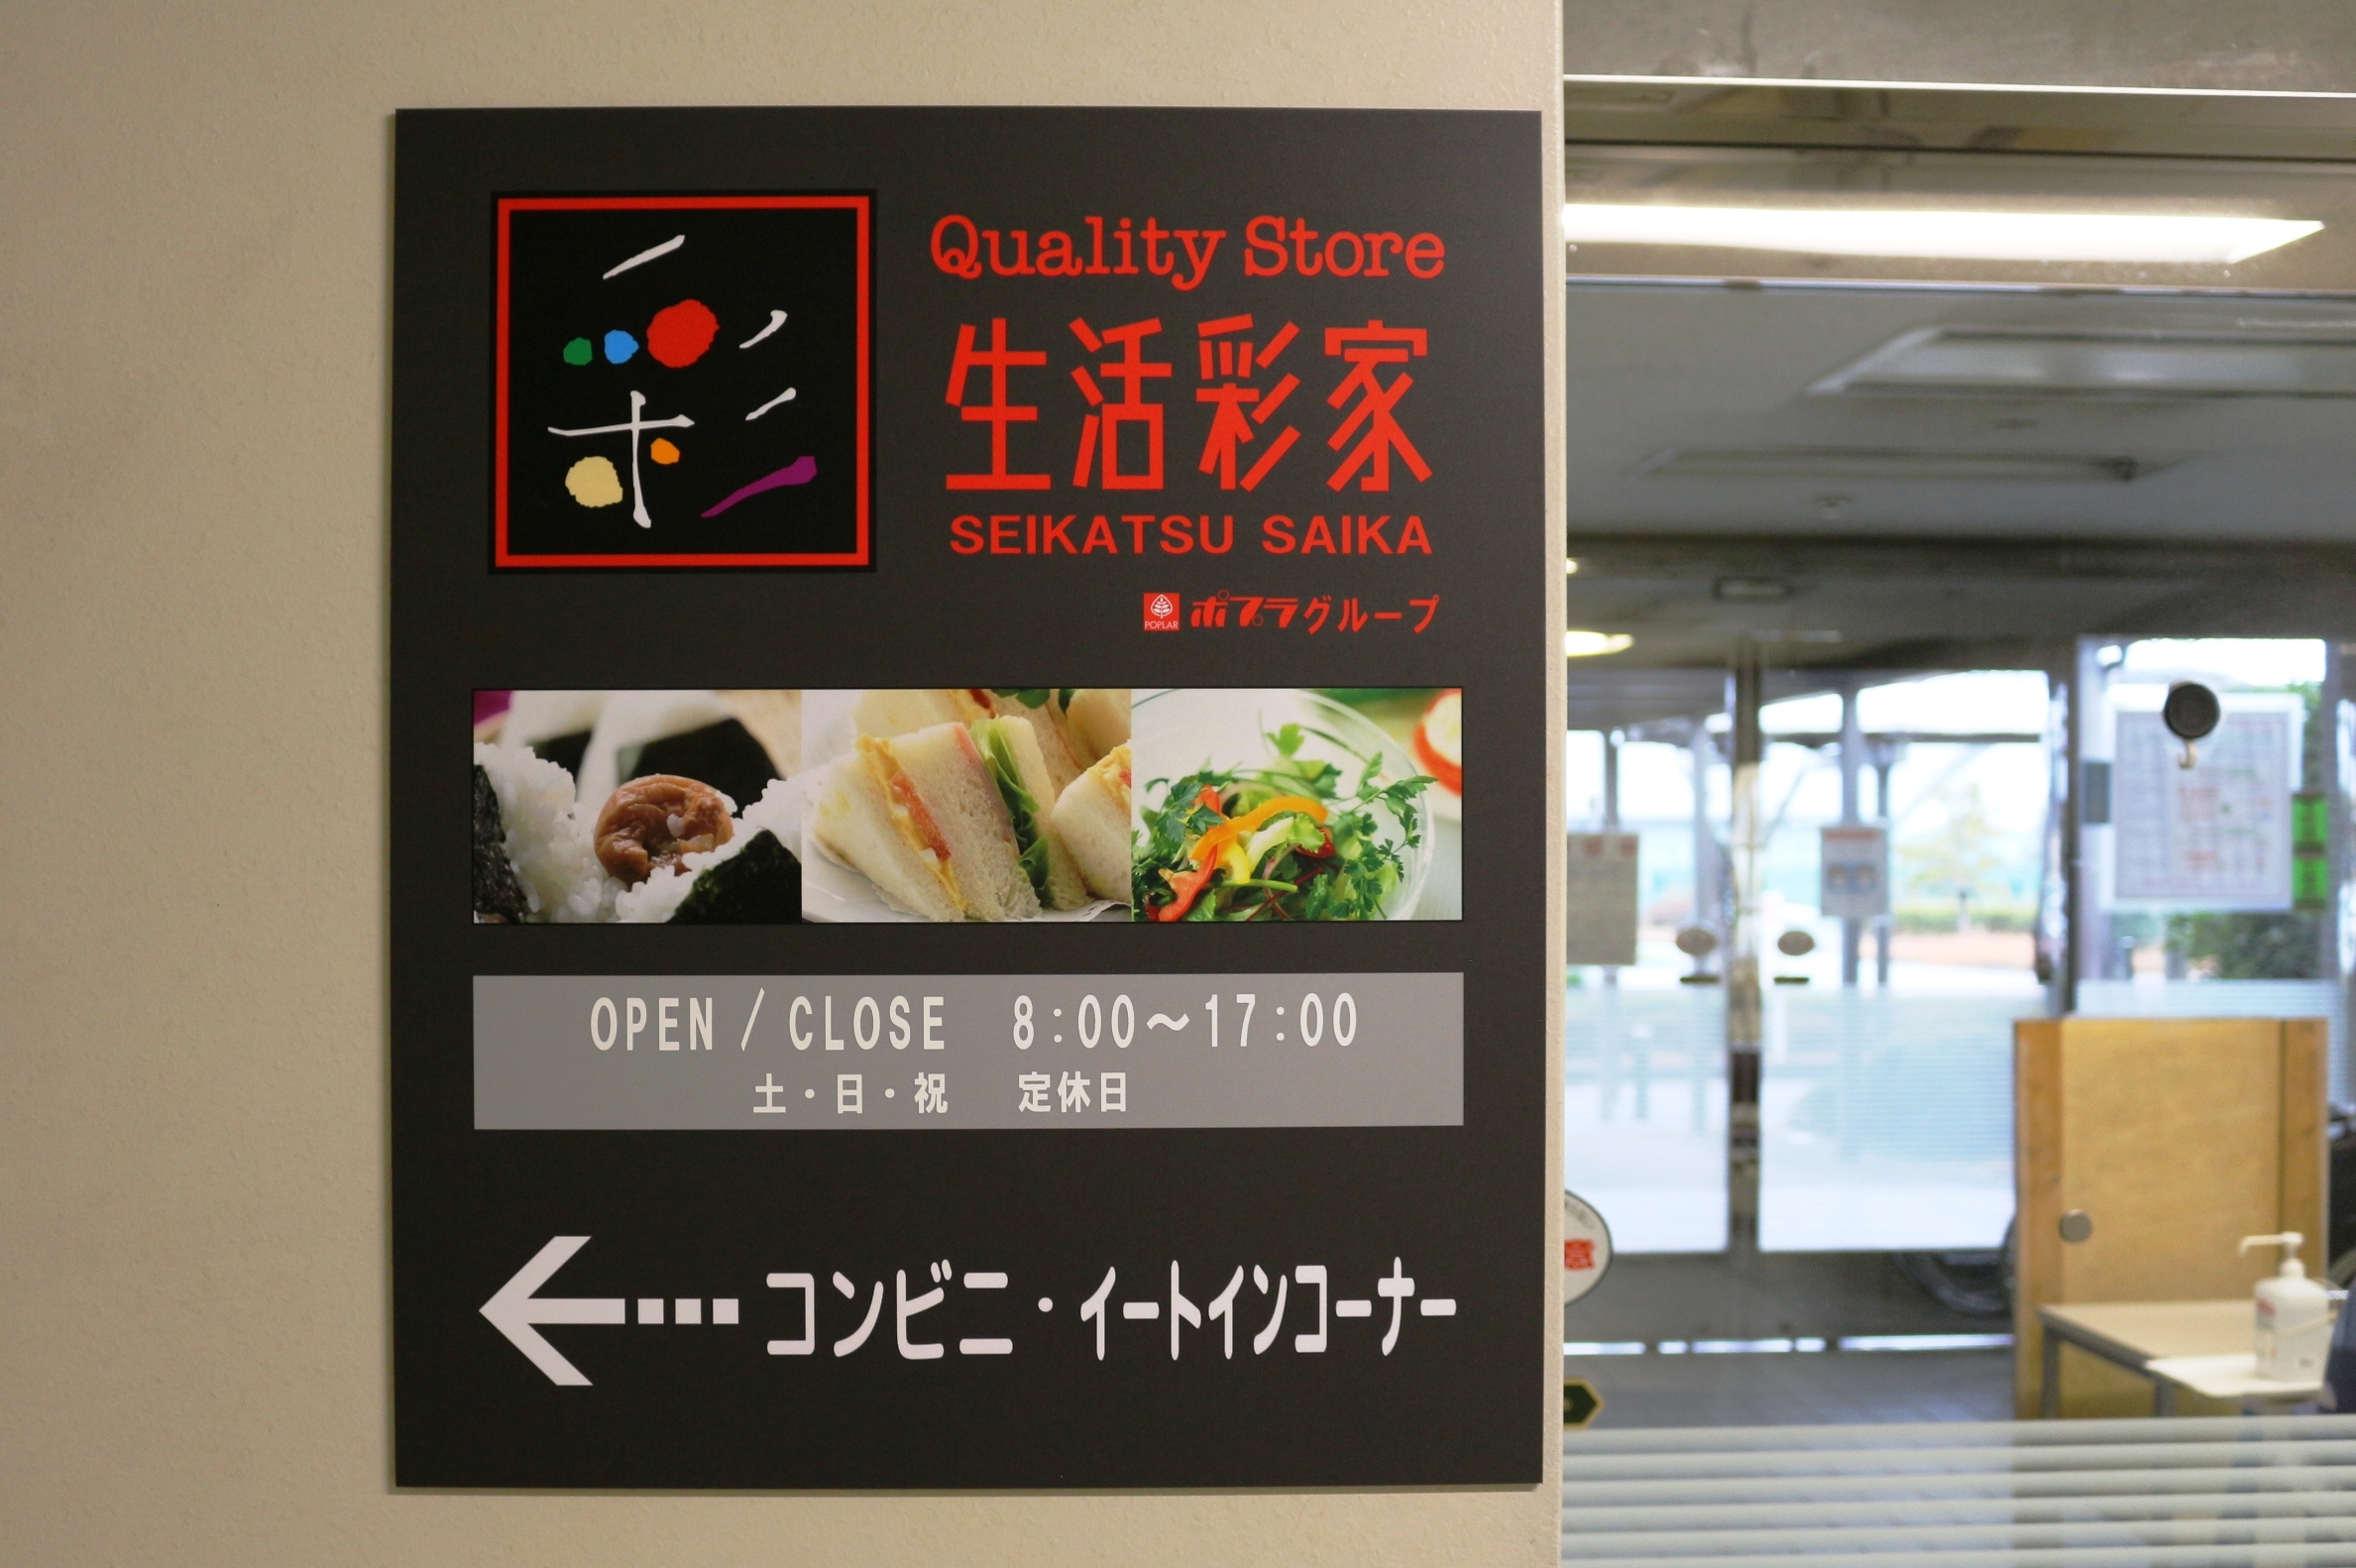 彩
Quality Store
生活彩家
SEIKATSU SAIKA
POPLAR ポプラグループ
OPEN / CLOSE 8:00～17:00
土・日・祝 定休日
コンビニ・イートインコーナー